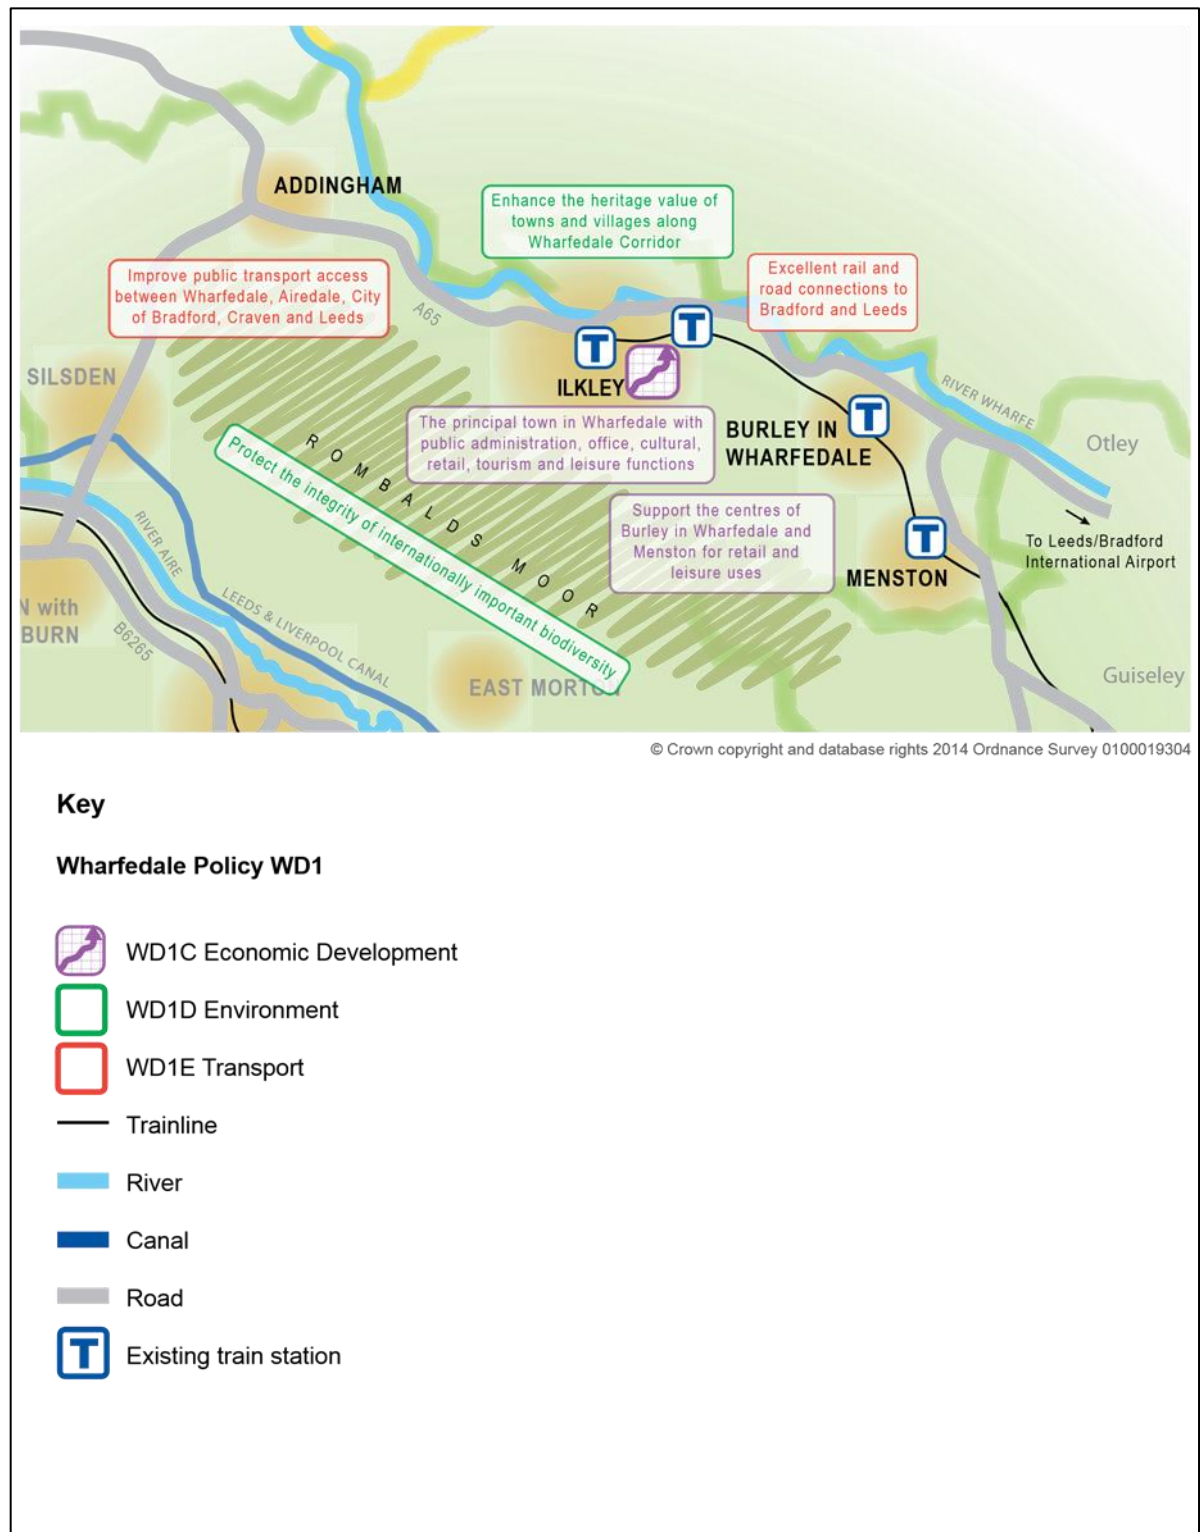 ADDINGHAM
Enhance the heritage value of
towns and villages along
Wharfedale Corridor
Improve public transport access
between Wharfedale, Airedale, City
of Bradford, Craven and Leeds
Excellent rail and
road connections to
Bradford and Leeds
A65
T
T
SILSDEN
ILKLEY
RIVER WHARFE
The principal town in Wharfedale with
public administration, office, cultural,
retail, tourism and leisure functions
T
BURLEY IN
WHARFEDALE
Otley
ROMBALDS MOOR
Protect the integrity of internationally important biodiversity
Support the centres of
Burley in Wharfedale and
Menston for retail and
leisure uses
T
MENSTON
To Leeds/Bradford
International Airport
RIVER AIRE
LEEDS & LIVERPOOL CANAL
N with
BURN
B6265
EAST MORTON
Guiseley
© Crown copyright and database rights 2014 Ordnance Survey 0100019304
Key
Wharfedale Policy WD1
WD1C Economic Development
WD1D Environment
WD1E Transport
Trainline
River
Canal
Road
T Existing train station